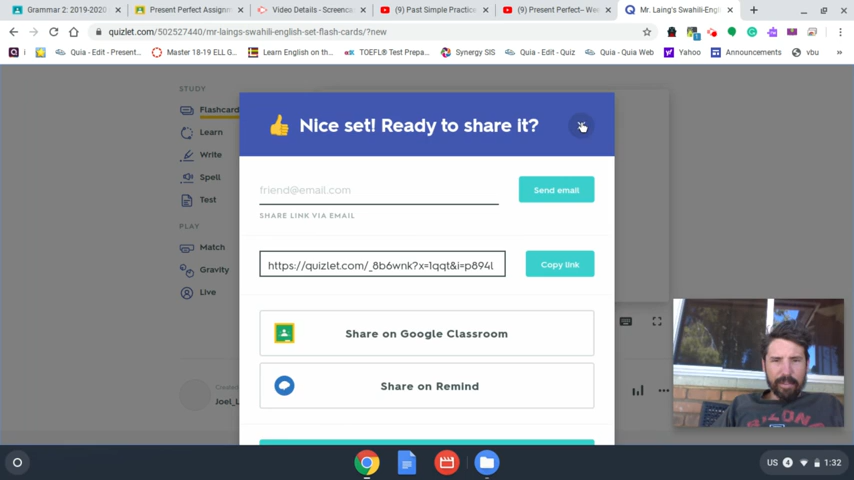 Grammar 2: 2019-2020
Present Perfect Assignm
Video Details - Screenca
(9) Past Simple Practice
(9) Present Perfect– Wee
Mr. Laing's Swahili-Engli
quizlet.com/502527440/mr-laings-swahili-english-set-flash-cards/?new
Quia - Edit - Present...
Master 18-19 ELL G...
Learn English on th...
TOEFL® Test Prepa...
Synergy SIS
Quia - Edit - Quiz
Quia - Quia Web
Yahoo
Announcements
vbu
STUDY
Flashcard
Learn
Write
Spell
Test
PLAY
Match
Gravity
Live
Created
Joel_L
Nice set! Ready to share it?
friend@email.com
Send email
SHARE LINK VIA EMAIL
https://quizlet.com/_8b6wnk?x=1qqt&i=p894l
Copy link
Share on Google Classroom
Share on Remind
US 4 1:32